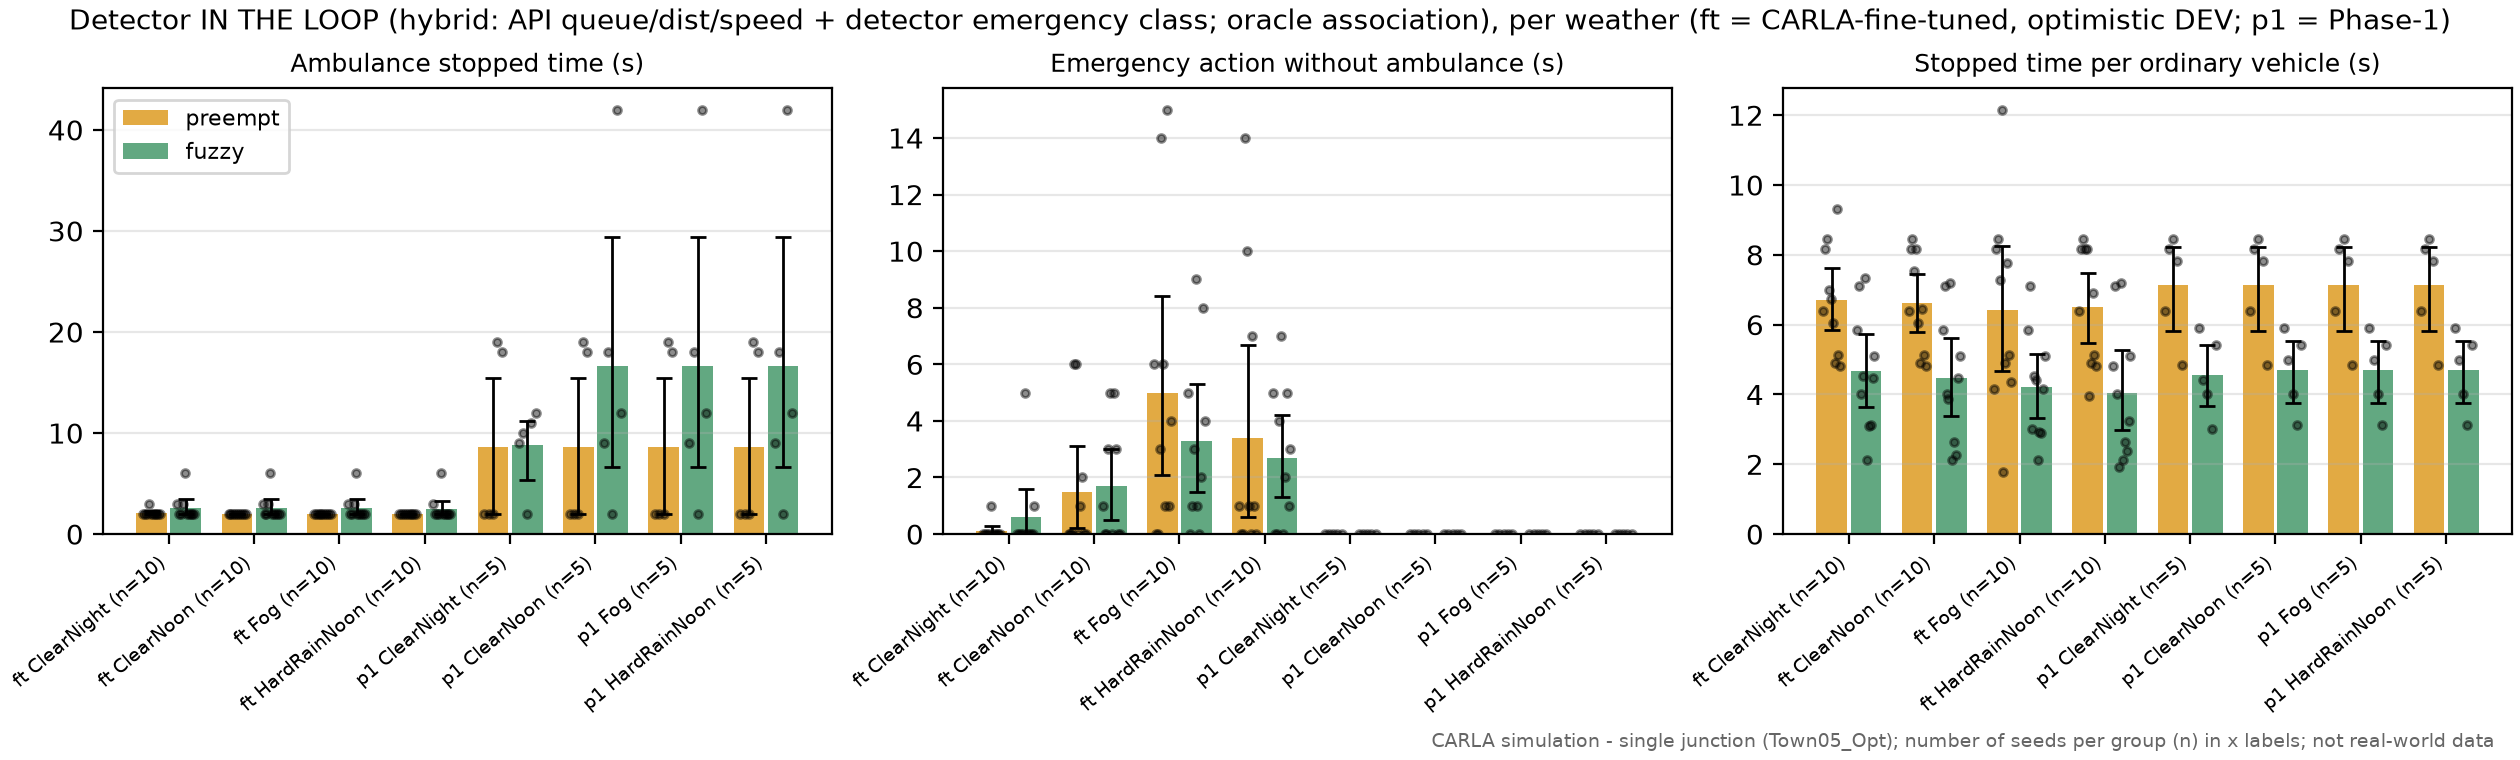 Detector IN THE LOOP (hybrid: API queue/dist/speed + detector emergency class; oracle association), per weather (ft = CARLA-fine-tuned, optimistic DEV; p1 = Phase-1)
Ambulance stopped time (s)
preempt
fuzzy
40
30
20
10
0
ft ClearNight (n=10)
ft ClearNoon (n=10)
ft Fog (n=10)
ft HardRainNoon (n=10)
p1 ClearNight (n=5)
p1 ClearNoon (n=5)
p1 Fog (n=5)
p1 HardRainNoon (n=5)
Emergency action without ambulance (s)
14
12
10
8
6
4
2
0
ft ClearNight (n=10)
ft ClearNoon (n=10)
ft Fog (n=10)
ft HardRainNoon (n=10)
p1 ClearNight (n=5)
p1 ClearNoon (n=5)
p1 Fog (n=5)
p1 HardRainNoon (n=5)
Stopped time per ordinary vehicle (s)
12
10
8
6
4
2
0
ft ClearNight (n=10)
ft ClearNoon (n=10)
ft Fog (n=10)
ft HardRainNoon (n=10)
p1 ClearNight (n=5)
p1 ClearNoon (n=5)
p1 Fog (n=5)
p1 HardRainNoon (n=5)
CARLA simulation - single junction (Town05_Opt); number of seeds per group (n) in x labels; not real-world data